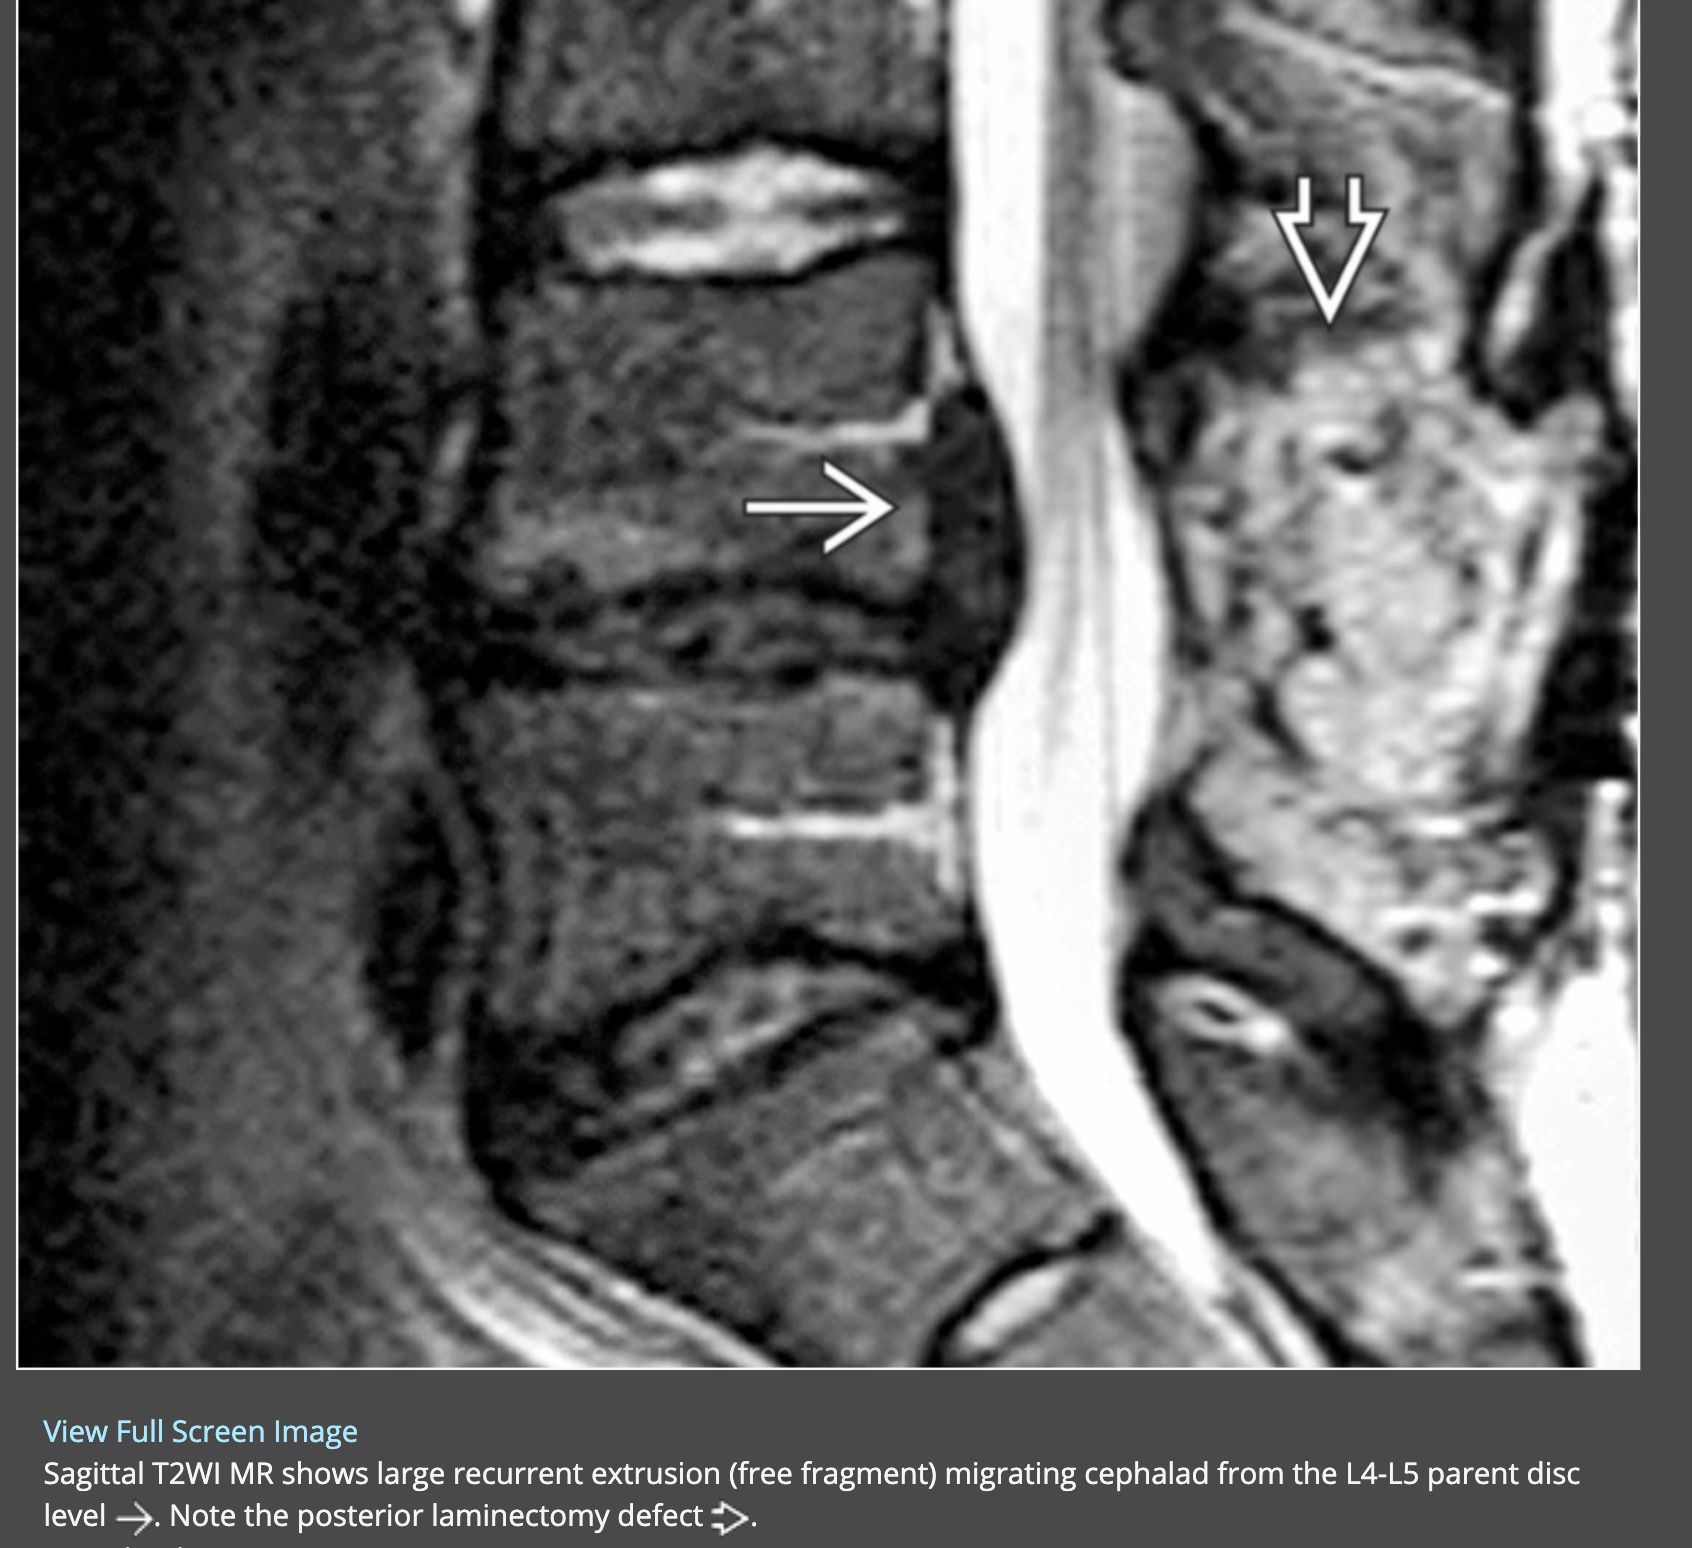 View Full Screen Image
Sagittal T2WI MR shows large recurrent extrusion (free fragment) migrating cephalad from the L4-L5 parent disc
level →. Note the posterior laminectomy defect ⇨.